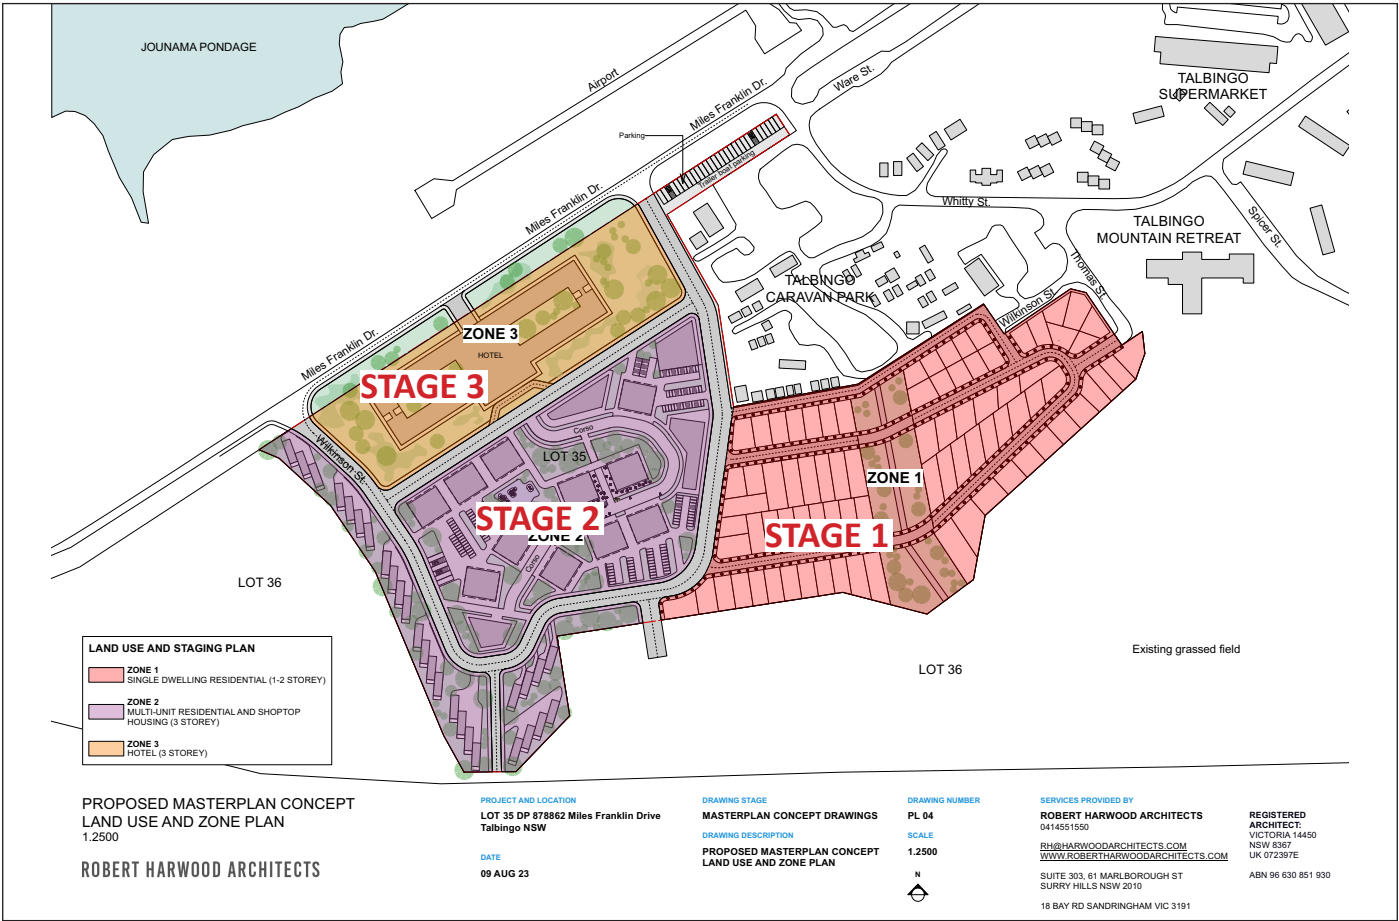 JOUNAMA PONDAGE
Airport
Miles Franklin Dr.
Ware St.
TALBINGO
SUPERMARKET
Parking
Trailer boat parking
Miles Franklin Dr.
Whitty St.
Spicer St.
TALBINGO
MOUNTAIN RETREAT
Thomas St.
TALBINGO
CARAVAN PARK
Wilkinson St.
Miles Franklin Dr.
ZONE 3
HOTEL
STAGE 3
Wilkinson St.
Corso
LOT 35
ZONE 1
STAGE 2
ZONE 2
STAGE 1
Corso
LOT 36
LOT 36
Existing grassed field
LAND USE AND STAGING PLAN
ZONE 1
SINGLE DWELLING RESIDENTIAL (1-2 STOREY)
ZONE 2
MULTI-UNIT RESIDENTIAL AND SHOPTOP
HOUSING (3 STOREY)
ZONE 3
HOTEL (3 STOREY)
PROPOSED MASTERPLAN CONCEPT
LAND USE AND ZONE PLAN
1.2500
ROBERT HARWOOD ARCHITECTS
PROJECT AND LOCATION
LOT 35 DP 878862 Miles Franklin Drive
Talbingo NSW
DATE
09 AUG 23
DRAWING STAGE
MASTERPLAN CONCEPT DRAWINGS
DRAWING DESCRIPTION
PROPOSED MASTERPLAN CONCEPT
LAND USE AND ZONE PLAN
DRAWING NUMBER
PL 04
SCALE
1.2500
N
SERVICES PROVIDED BY
ROBERT HARWOOD ARCHITECTS
0414551550
RH@HARWOODARCHITECTS.COM
WWW.ROBERTHARWOODARCHITECTS.COM
SUITE 303, 61 MARLBOROUGH ST
SURRY HILLS NSW 2010
18 BAY RD SANDRINGHAM VIC 3191
REGISTERED
ARCHITECT:
VICTORIA 14450
NSW 8367
UK 072397E
ABN 96 630 851 930